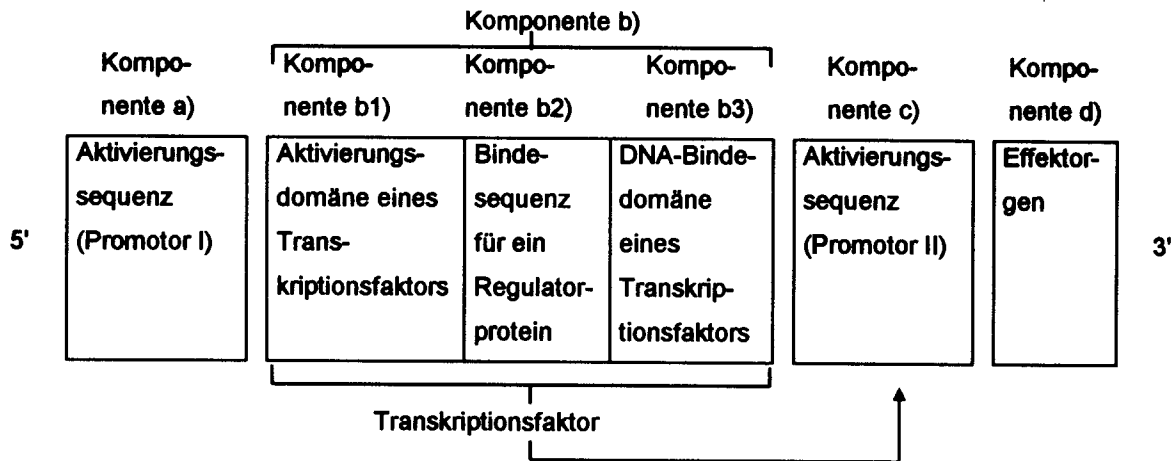 Komponente b)
Kompo-
nente a)
Kompo-
nente b1)
Kompo-
nente b2)
Kompo-
nente b3)
Kompo-
nente c)
Kompo-
nente d)
5'
Aktivierungs-
sequenz
(Promotor I)
Aktivierungs-
domäne eines
Trans-
kriptionsfaktors
Binde-
sequenz
für ein
Regulator-
protein
DNA-Binde-
domäne
eines
Transkrip-
tionsfaktors
Aktivierungs-
sequenz
(Promotor II)
Effektor-
gen
3'
Transkriptionsfaktor